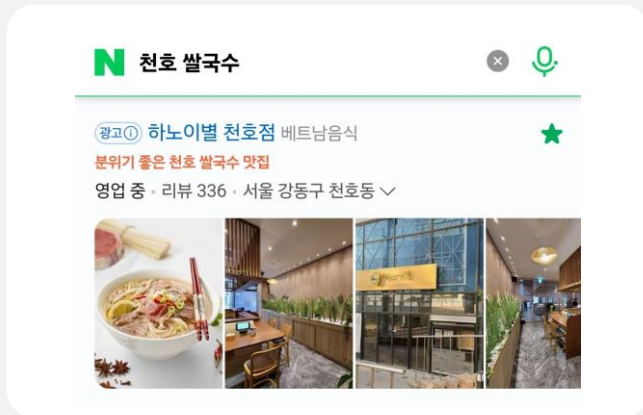 N 천호 쌀국수
광고 하노이별 천호점 베트남음식
분위기 좋은 천호 쌀국수 맛집
영업 중 · 리뷰 336 · 서울 강동구 천호동